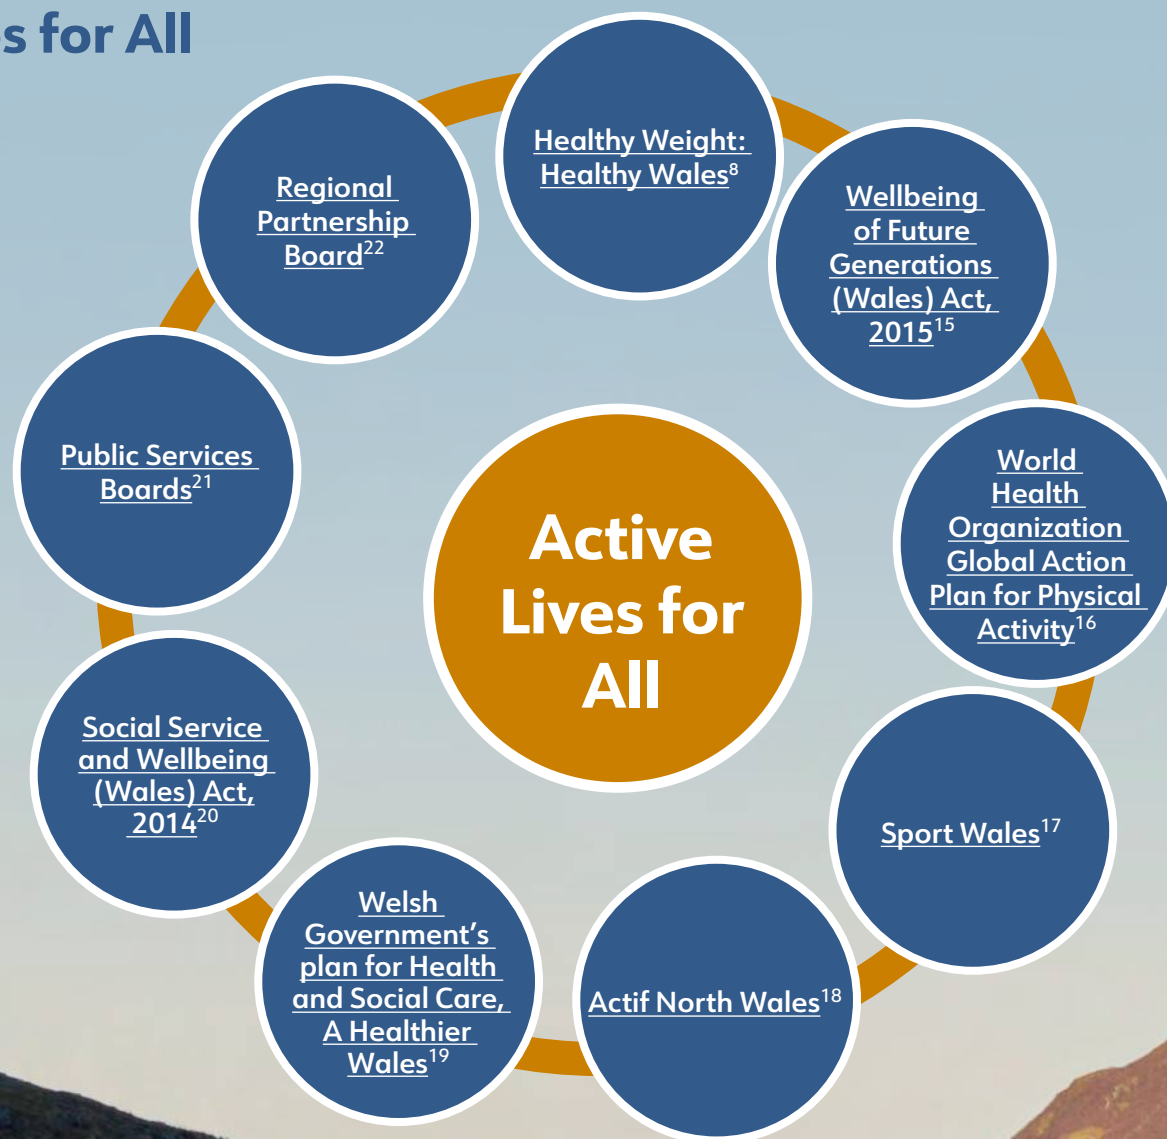 s for All
Healthy Weight:
Healthy Wales8
Wellbeing
of Future
Generations
(Wales) Act,
201515
World
Health
Organization
Global Action
Plan for Physical
Activity16
Sport Wales17
Actif North Wales18
Welsh
Government’s
plan for Health
and Social Care,
A Healthier
Wales19
Social Service
and Wellbeing
(Wales) Act,
201420
Public Services
Boards21
Regional
Partnership
Board22
Active
Lives for
All